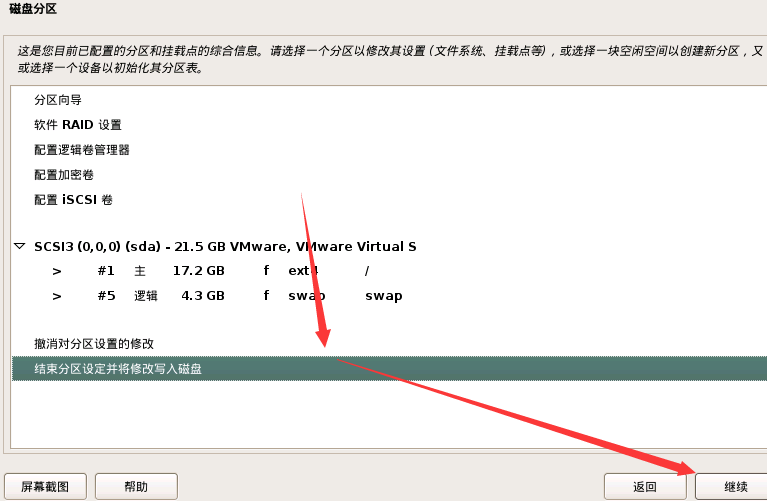 磁盘分区
这是您目前已配置的分区和挂载点的综合信息。请选择一个分区以修改其设置 (文件系统、挂载点等)，或选择一块空闲空间以创建新分区，又
或选择一个设备以初始化其分区表。
分区向导
软件 RAID 设置
配置逻辑卷管理器
配置加密卷
配置 iSCSI 卷
SCSI3 (0,0,0) (sda) - 21.5 GB VMware, VMware Virtual S
> #1 主 17.2 GB f ext4 /
> #5 逻辑 4.3 GB f swap swap
撤消对分区设置的修改
结束分区设定并将修改写入磁盘
屏幕截图 帮助 返回 继续